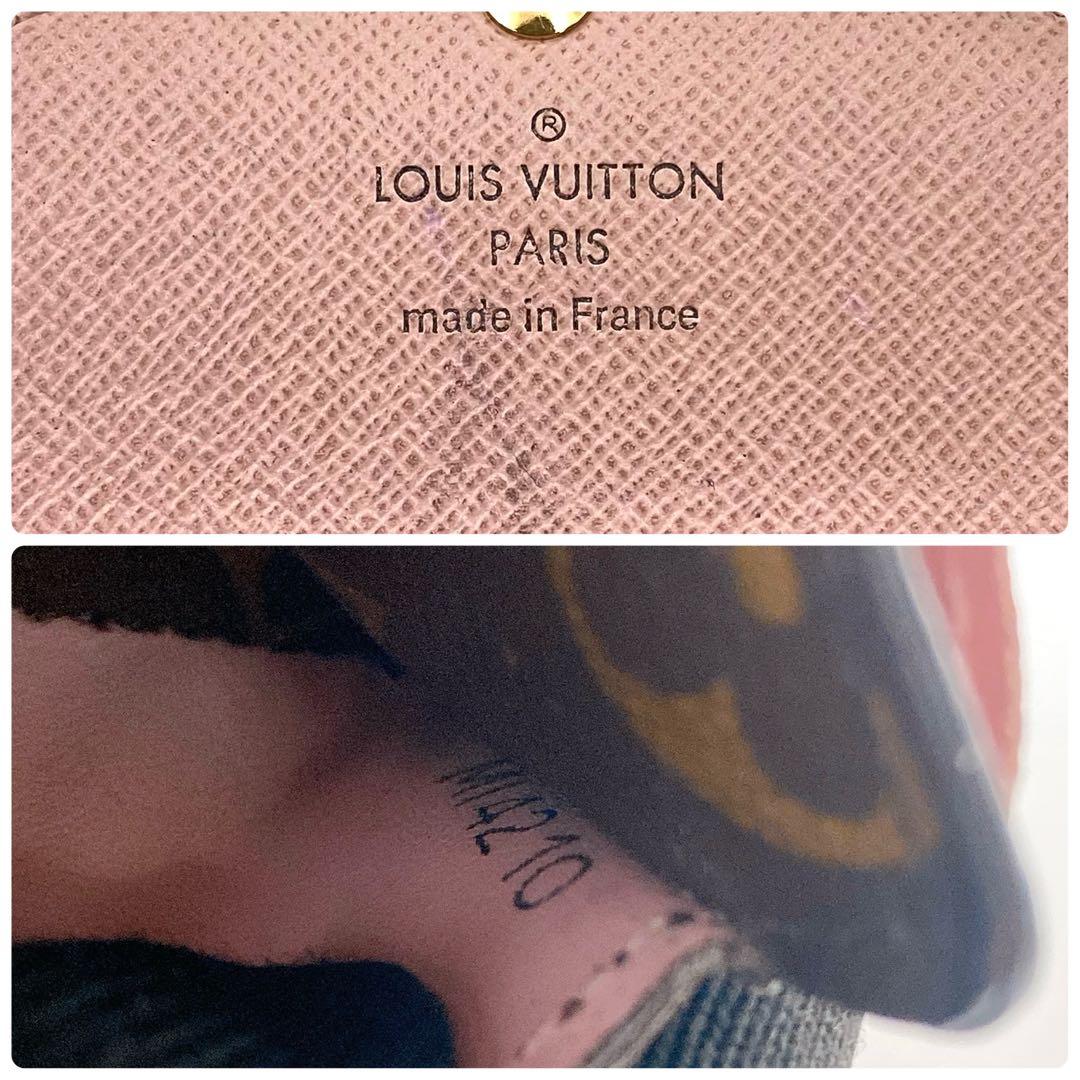 ®
LOUIS VUITTON
PARIS
made in France
MI4210